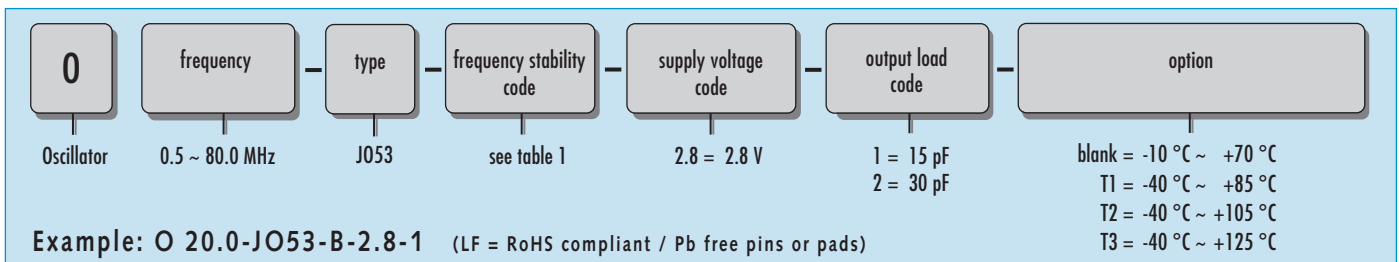 O
frequency
type
frequency stability
code
supply voltage
code
output load
code
option
Oscillator
0.5 ~ 80.0 MHz
JO53
see table 1
2.8 = 2.8 V
1 = 15 pF
2 = 30 pF
blank = -10 °C ~ +70 °C
T1 = -40 °C ~ +85 °C
T2 = -40 °C ~ +105 °C
T3 = -40 °C ~ +125 °C
Example: O 20.0-JO53-B-2.8-1 (LF = RoHS compliant / Pb free pins or pads)